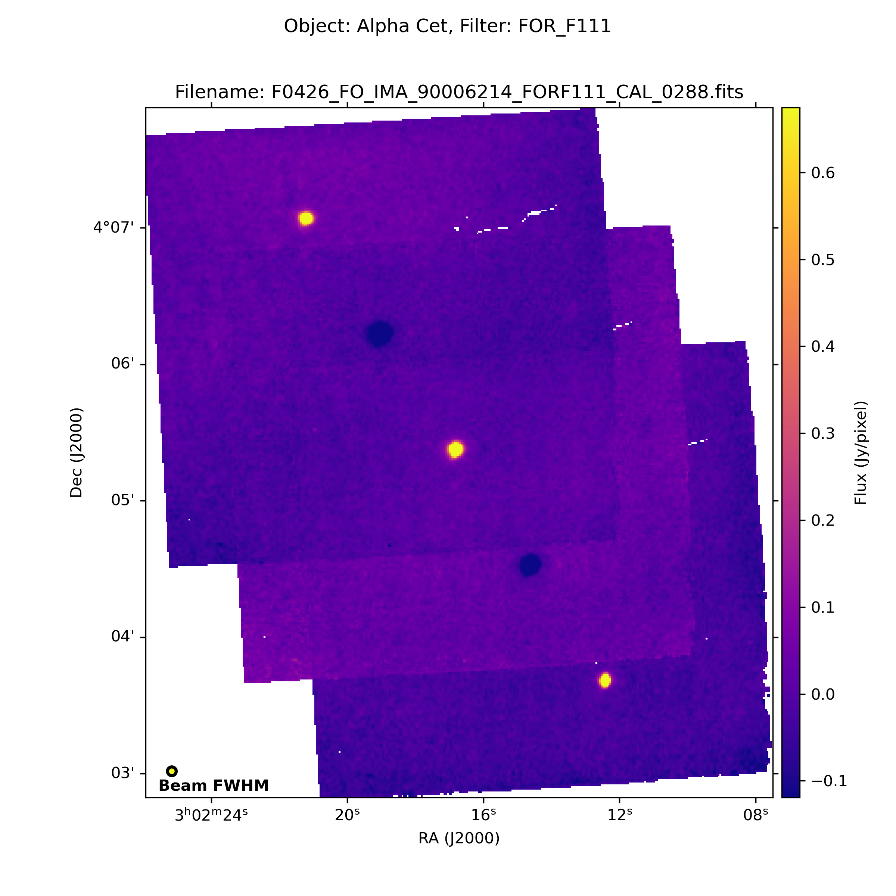 Object: Alpha Cet, Filter: FOR_F111
Filename: F0426_FO_IMA_90006214_FORF111_CAL_0288.fits
4°07'
06'
05'
04'
03'
Dec (J2000)
Beam FWHM
3ʰ02ᵐ24ˢ
20ˢ
16ˢ
12ˢ
08ˢ
RA (J2000)
0.6
0.5
0.4
0.3
0.2
0.1
0.0
−0.1
Flux (Jy/pixel)